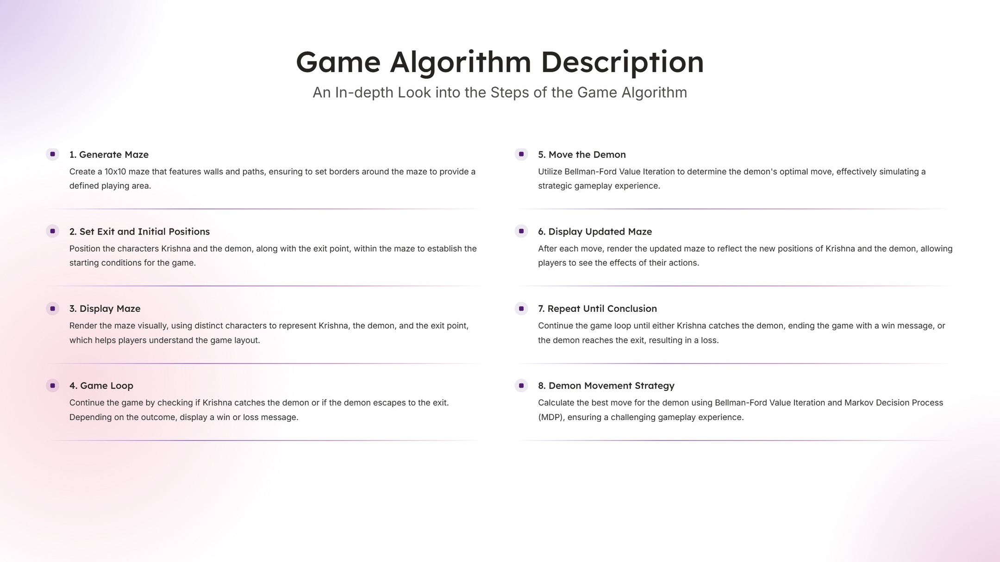 Game Algorithm Description
An In-depth Look into the Steps of the Game Algorithm
1. Generate Maze
Create a 10x10 maze that features walls and paths, ensuring to set borders around the maze to provide a
defined playing area.
2. Set Exit and Initial Positions
Position the characters Krishna and the demon, along with the exit point, within the maze to establish the
starting conditions for the game.
3. Display Maze
Render the maze visually, using distinct characters to represent Krishna, the demon, and the exit point,
which helps players understand the game layout.
4. Game Loop
Continue the game by checking if Krishna catches the demon or if the demon escapes to the exit.
Depending on the outcome, display a win or loss message.
5. Move the Demon
Utilize Bellman-Ford Value Iteration to determine the demon's optimal move, effectively simulating a
strategic gameplay experience.
6. Display Updated Maze
After each move, render the updated maze to reflect the new positions of Krishna and the demon, allowing
players to see the effects of their actions.
7. Repeat Until Conclusion
Continue the game loop until either Krishna catches the demon, ending the game with a win message, or
the demon reaches the exit, resulting in a loss.
8. Demon Movement Strategy
Calculate the best move for the demon using Bellman-Ford Value Iteration and Markov Decision Process
(MDP), ensuring a challenging gameplay experience.